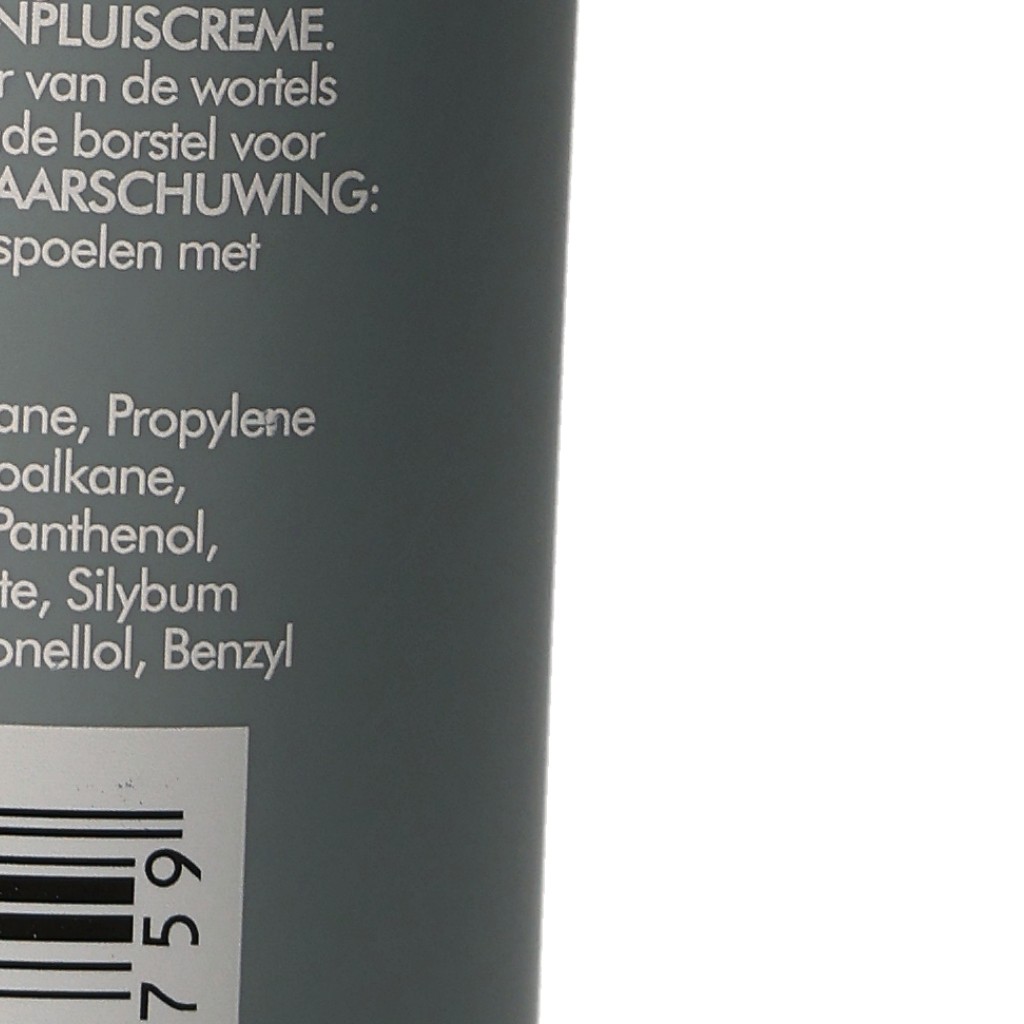 NPLUISCREME.
r van de wortels
de borstel voor
AARSCHUWING:
spoelen met
ane, Propylene
oalkane,
Panthenol,
te, Silybum
onellol, Benzyl
759